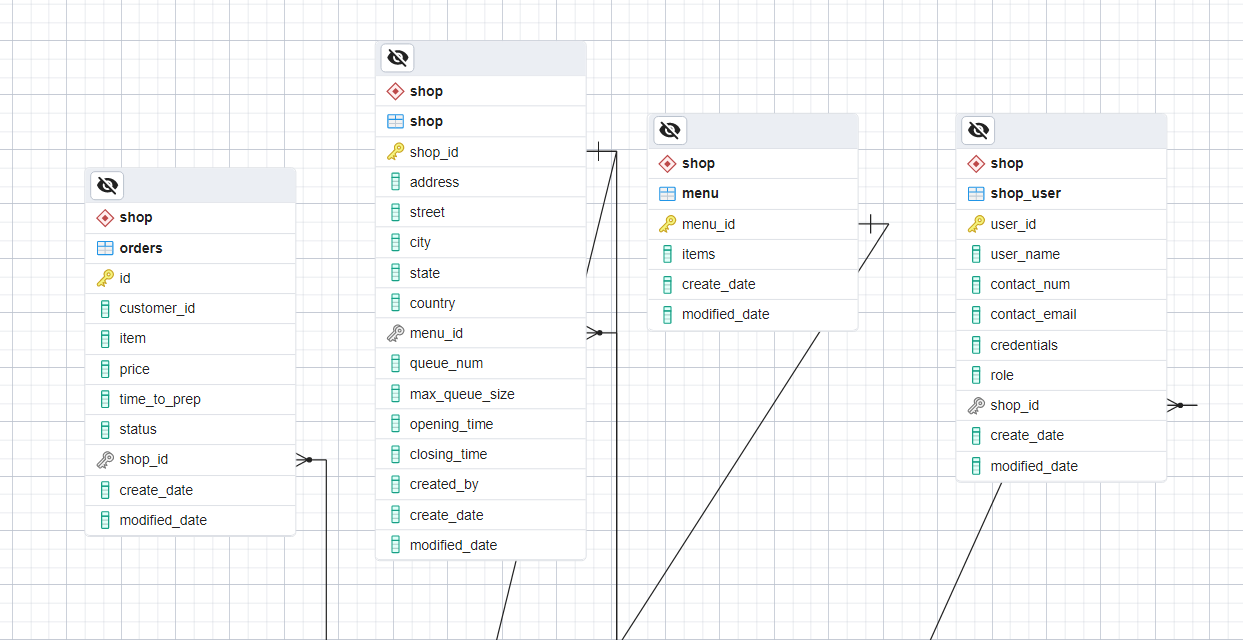 shop
orders
id
customer_id
item
price
time_to_prep
status
shop_id
create_date
modified_date
shop
shop
shop_id
address
street
city
state
country
menu_id
queue_num
max_queue_size
opening_time
closing_time
created_by
create_date
modified_date
shop
menu
menu_id
items
create_date
modified_date
shop
shop_user
user_id
user_name
contact_num
contact_email
credentials
role
shop_id
create_date
modified_date